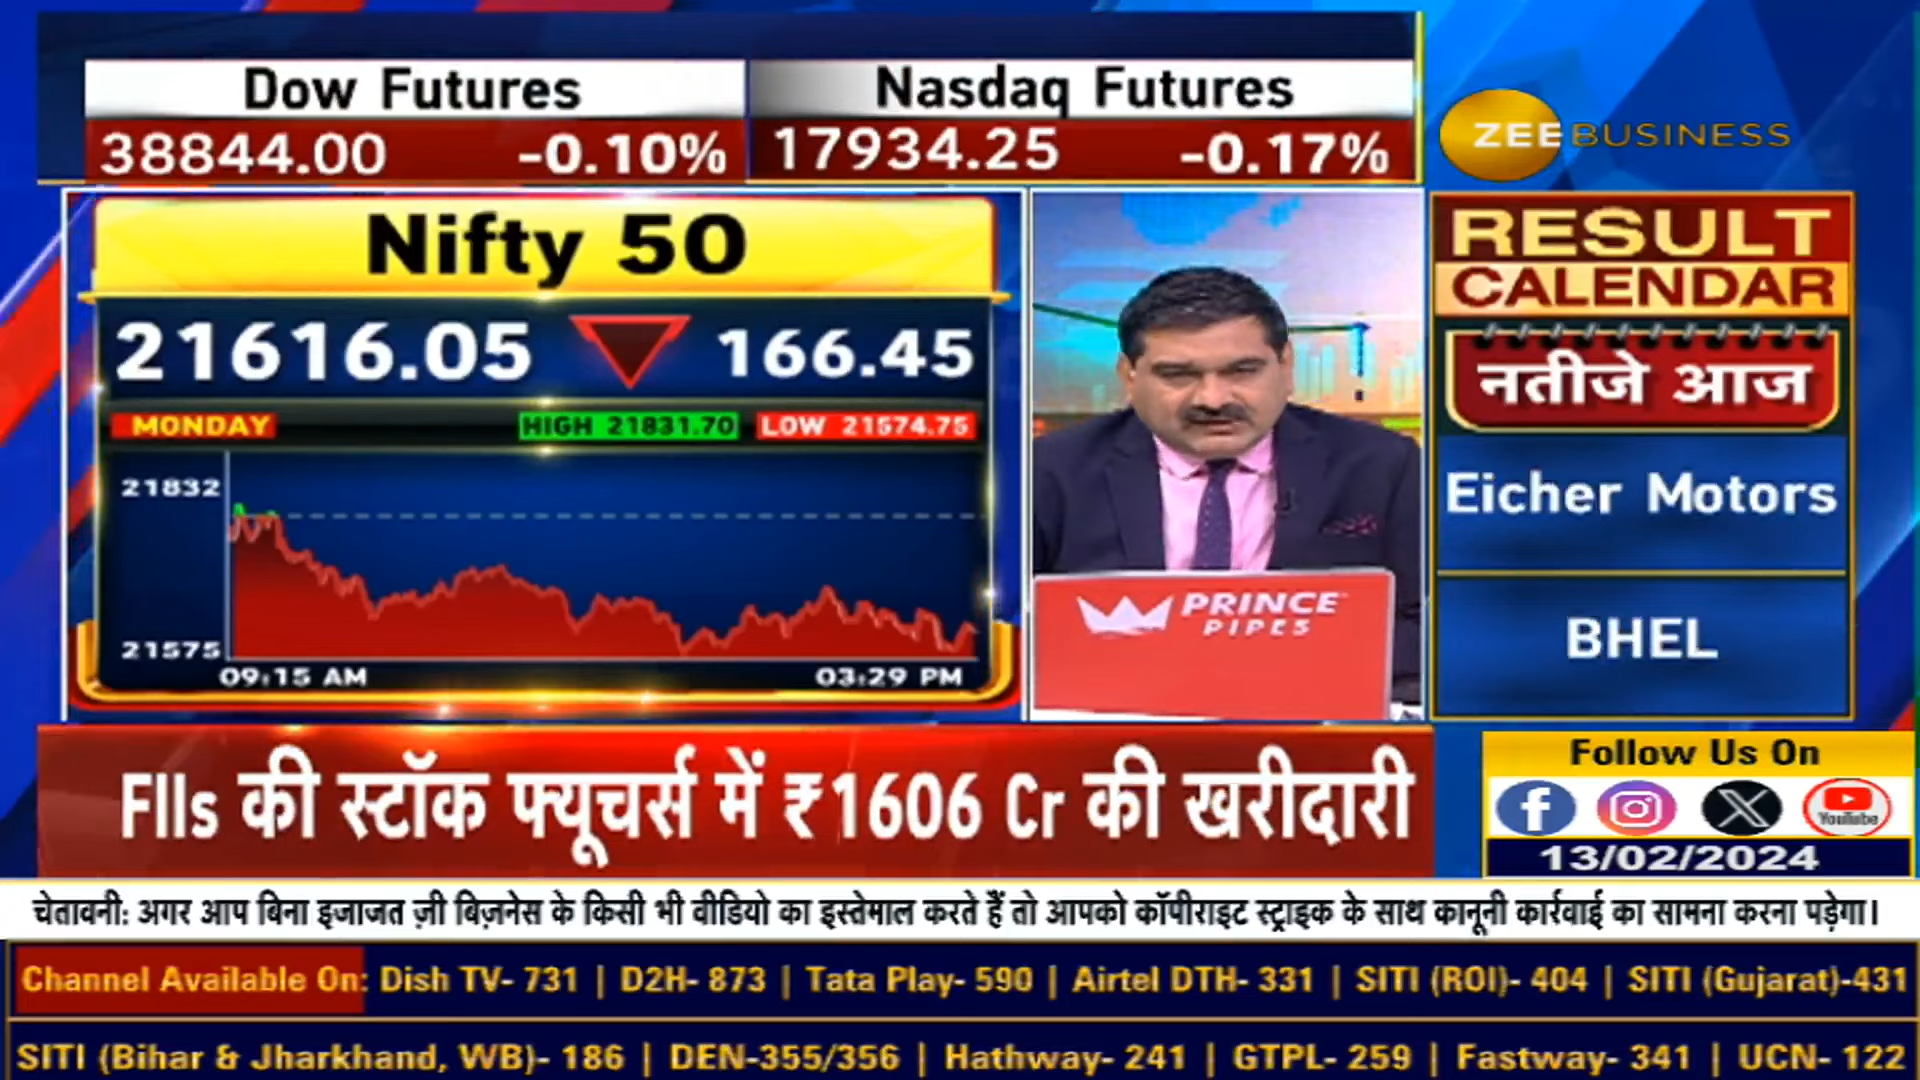 Dow Futures
38844.00 -0.10%
Nasdaq Futures
17934.25 -0.17%
ZEE BUSINESS
Nifty 50
21616.05 166.45
MONDAY HIGH 21831.70 LOW 21574.75
21832
21575
09:15 AM 03:29 PM
PRINCE
PIPES
RESULT
CALENDAR
नतीजे आज
Eicher Motors
BHEL
FIIs की स्टॉक फ्यूचर्स में ₹1606 Cr की खरीदारी
Follow Us On
YouTube
13/02/2024
चेतावनी: अगर आप बिना इजाजत ज़ी बिज़नेस के किसी भी वीडियो का इस्तेमाल करते हैं तो आपको कॉपीराइट स्ट्राइक के साथ कानूनी कार्रवाई का सामना करना पड़ेगा।
Channel Available On: Dish TV- 731 | D2H- 873 | Tata Play- 590 | Airtel DTH- 331 | SITI (ROI)- 404 | SITI (Gujarat)-431
SITI (Bihar & Jharkhand, WB)- 186 | DEN-355/356 | Hathway- 241 | GTPL- 259 | Fastway- 341 | UCN- 122